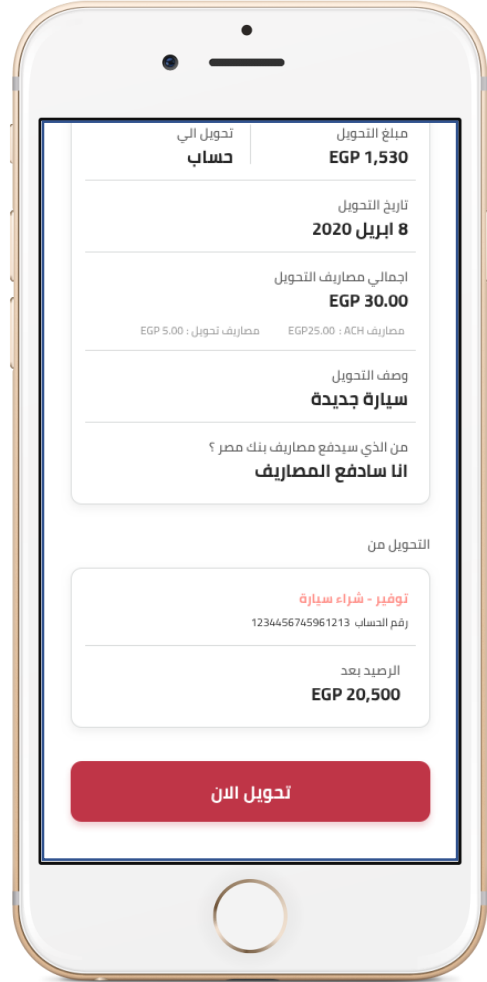 مبلغ التحويل
EGP 1,530
تحويل الي
حساب
تاريخ التحويل
8 ابريل 2020
اجمالي مصاريف التحويل
EGP 30.00
مصاريف ACH : EGP25.00
مصاريف تحويل : EGP 5.00
وصف التحويل
سيارة جديدة
من الذي سيدفع مصاريف بنك مصر ؟
انا سادفع المصاريف
التحويل من
توفير - شراء سيارة
رقم الحساب 1234456745961213
الرصيد بعد
EGP 20,500
تحويل الان